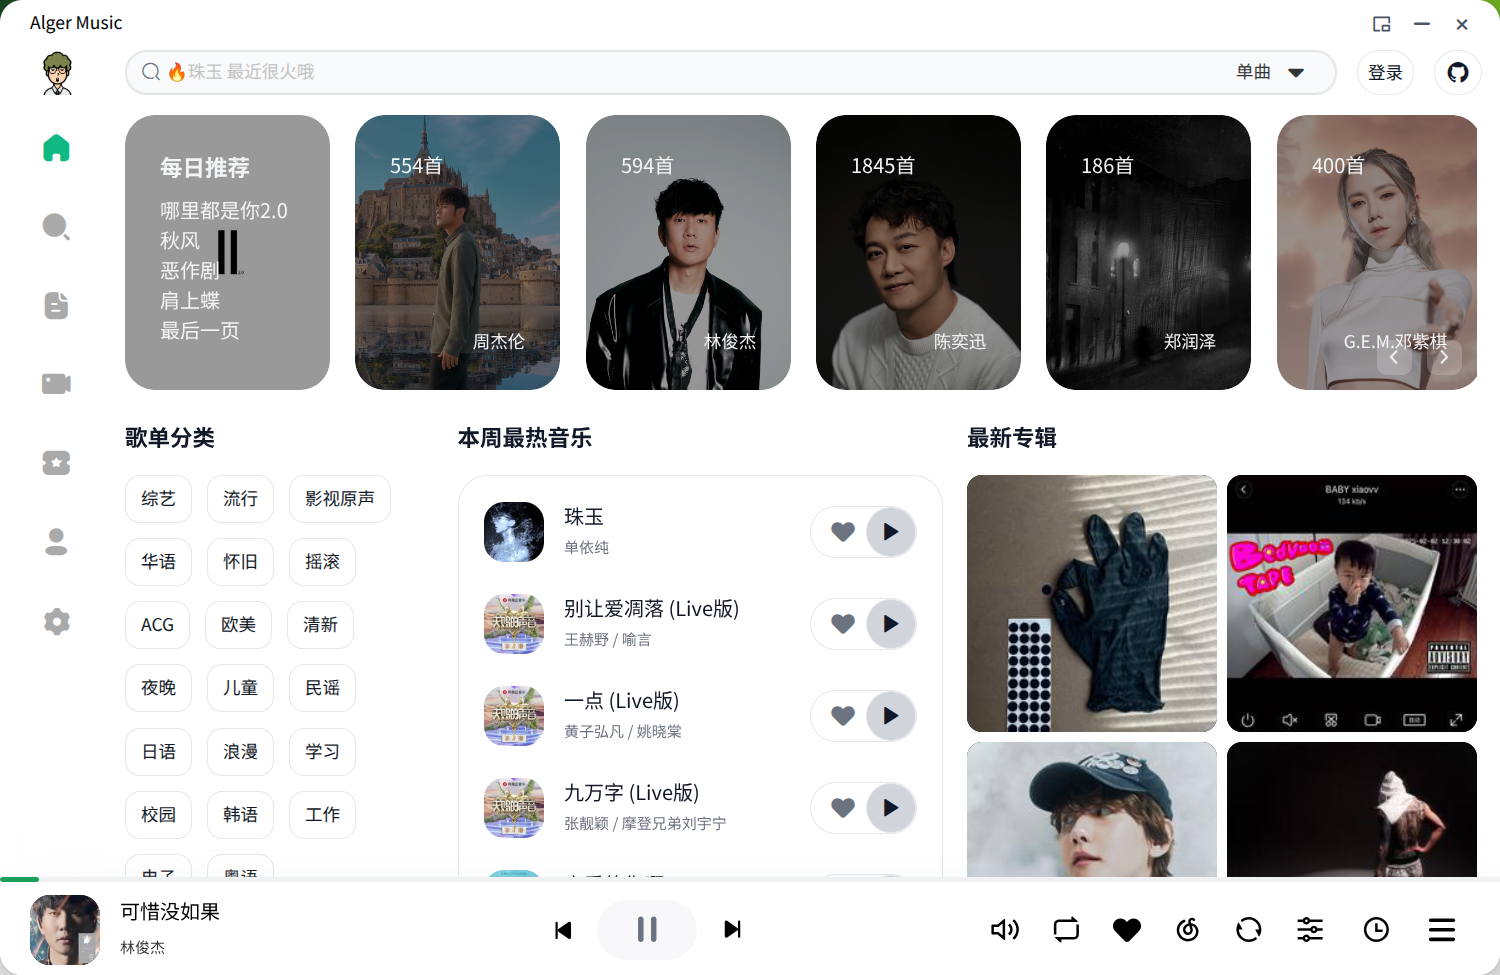 Alger Music
🔥珠玉 最近很火哦
单曲
登录
每日推荐
哪里都是你2.0
秋风
恶作剧
肩上蝶
最后一页
554首
周杰伦
594首
林俊杰
1845首
陈奕迅
186首
郑润泽
400首
G.E.M.邓紫棋
歌单分类
综艺
流行
影视原声
华语
怀旧
摇滚
ACG
欧美
清新
夜晚
儿童
民谣
日语
浪漫
学习
校园
韩语
工作
本周最热音乐
珠玉
单依纯
别让爱凋落 (Live版)
王赫野 / 喻言
一点 (Live版)
黄子弘凡 / 姚晓棠
九万字 (Live版)
张靓颖 / 摩登兄弟刘宇宁
最新专辑
BABY xiaovv
134 kb/s
Bedroom
TAPE
PARENTAL
ADVISORY
EXPLICIT CONTENT
可惜没如果
林俊杰